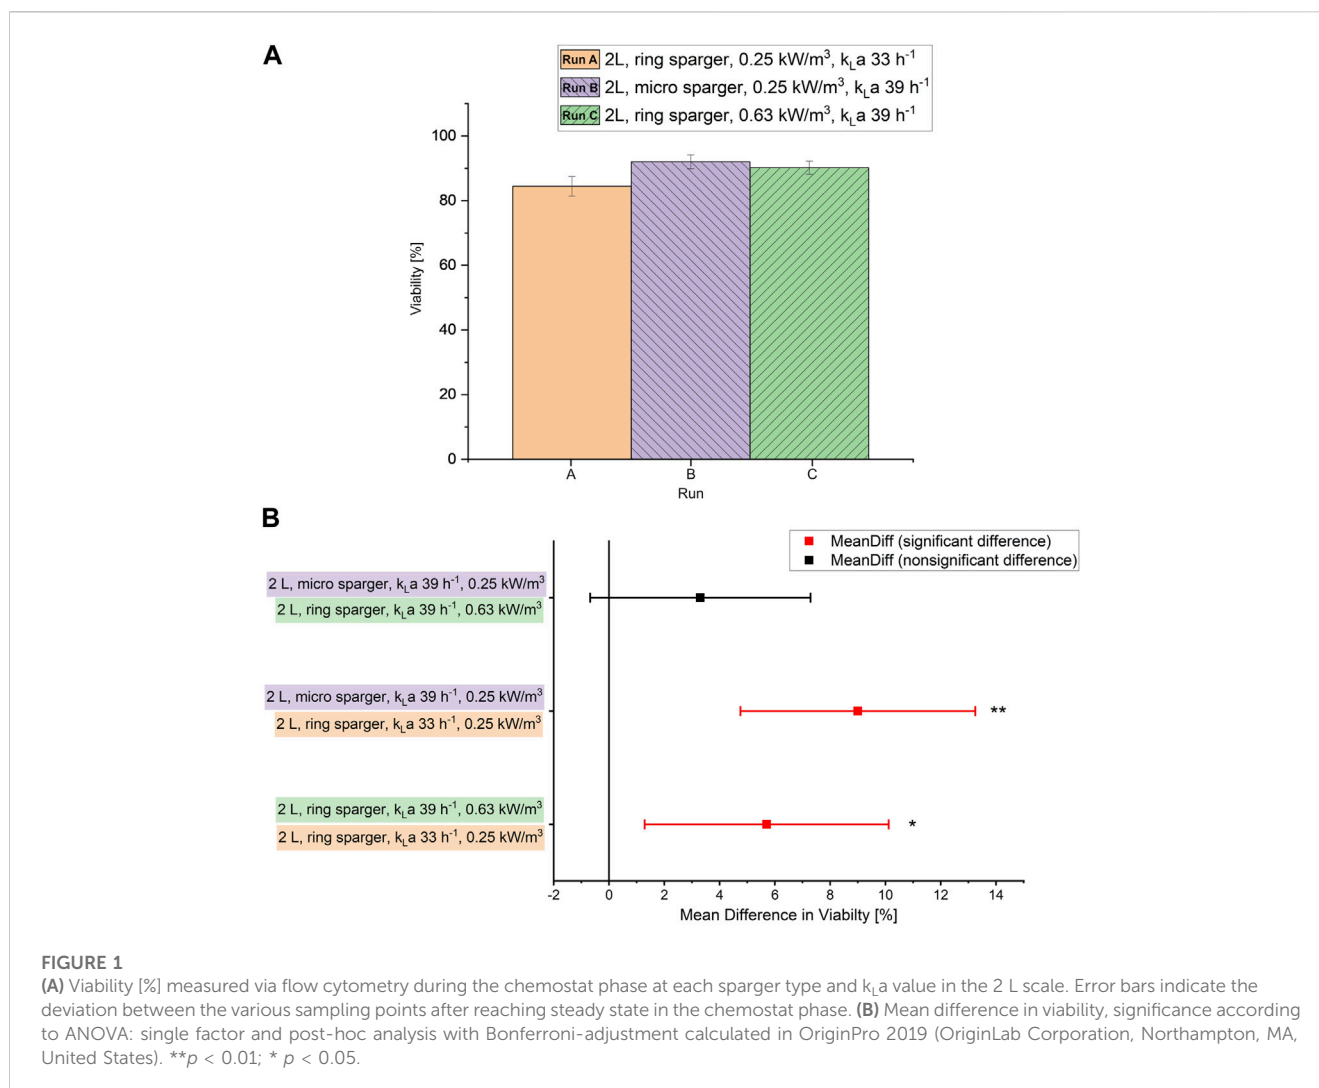 A
Run A 2L, ring sparger, 0.25 kW/m³, kLa 33 h⁻¹
Run B 2L, micro sparger, 0.25 kW/m³, kLa 39 h⁻¹
Run C 2L, ring sparger, 0.63 kW/m³, kLa 39 h⁻¹
100
80
60
40
20
0
Viability [%]
A B C
Run
B
MeanDiff (significant difference)
MeanDiff (nonsignificant difference)
2 L, micro sparger, kLa 39 h⁻¹, 0.25 kW/m³
2 L, ring sparger, kLa 39 h⁻¹, 0.63 kW/m³
2 L, micro sparger, kLa 39 h⁻¹, 0.25 kW/m³
2 L, ring sparger, kLa 33 h⁻¹, 0.25 kW/m³
**
2 L, ring sparger, kLa 39 h⁻¹, 0.63 kW/m³
2 L, ring sparger, kLa 33 h⁻¹, 0.25 kW/m³
*
-2 0 2 4 6 8 10 12 14
Mean Difference in Viabilty [%]
FIGURE 1
(A) Viability [%] measured via flow cytometry during the chemostat phase at each sparger type and kLa value in the 2 L scale. Error bars indicate the
deviation between the various sampling points after reaching steady state in the chemostat phase. (B) Mean difference in viability, significance according
to ANOVA: single factor and post-hoc analysis with Bonferroni-adjustment calculated in OriginPro 2019 (OriginLab Corporation, Northampton, MA,
United States). **p < 0.01; * p < 0.05.